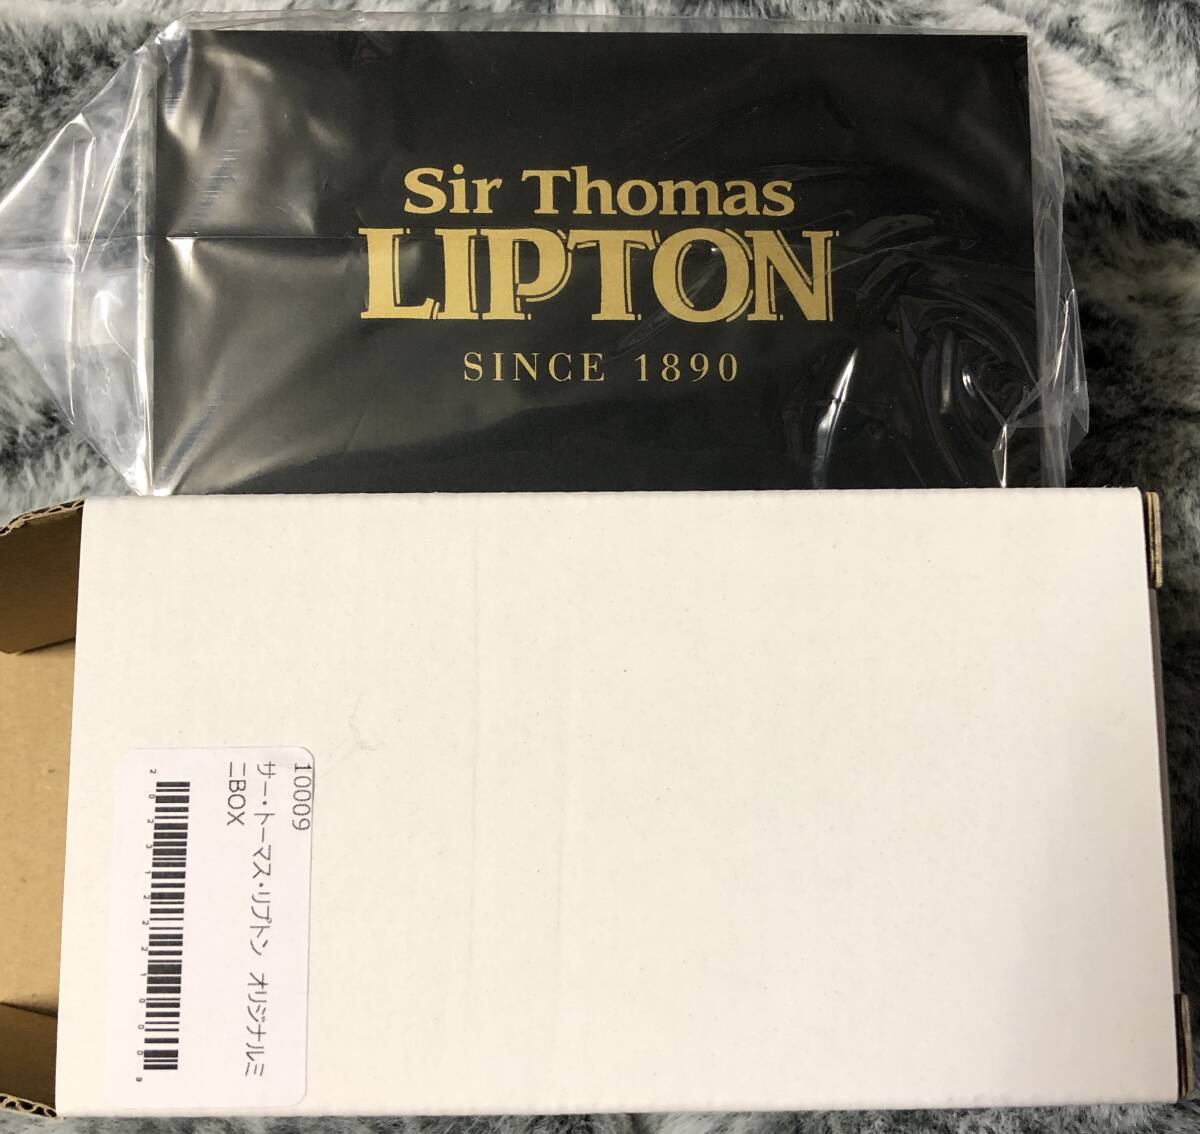 Sir Thomas
LIPTON
SINCE 1890
10009
サー・トーマス・リプトン オリジナルミ
ニBOX
2023122210009